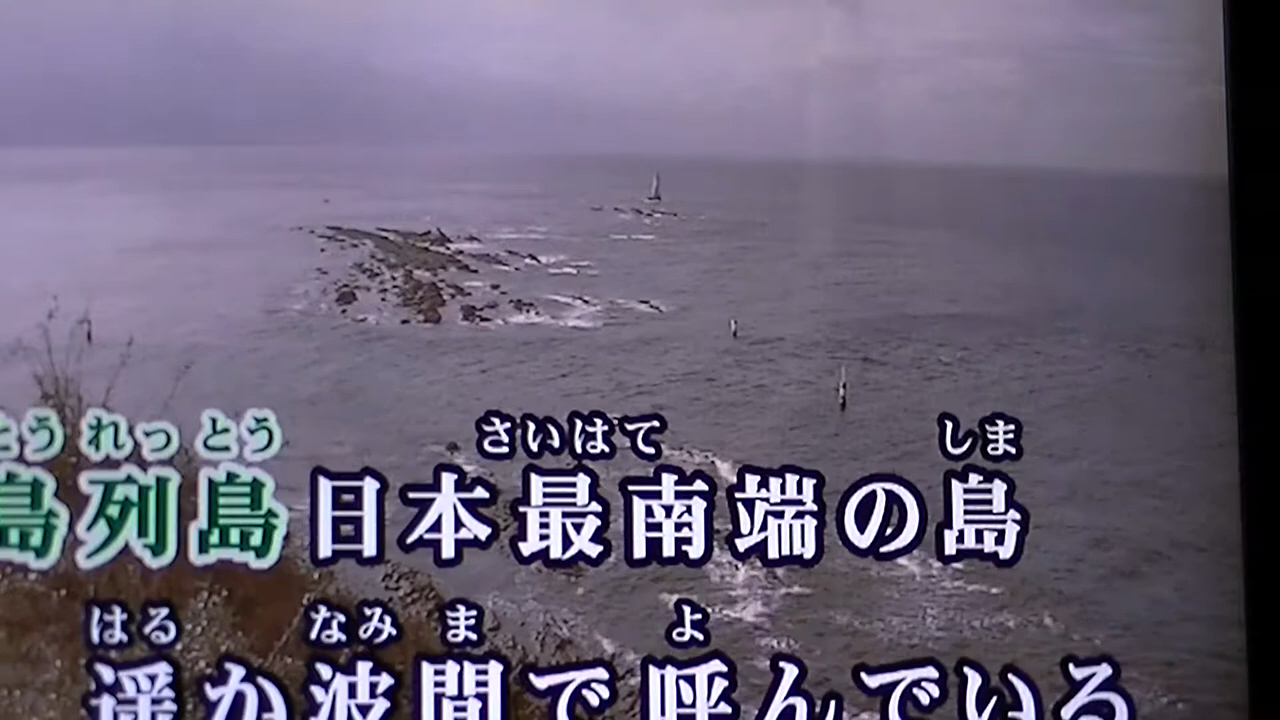 とう れっ とう さいはて しま
島列島 日本最南端の島
はる なみ ま よ
遥か波間で呼んでいる